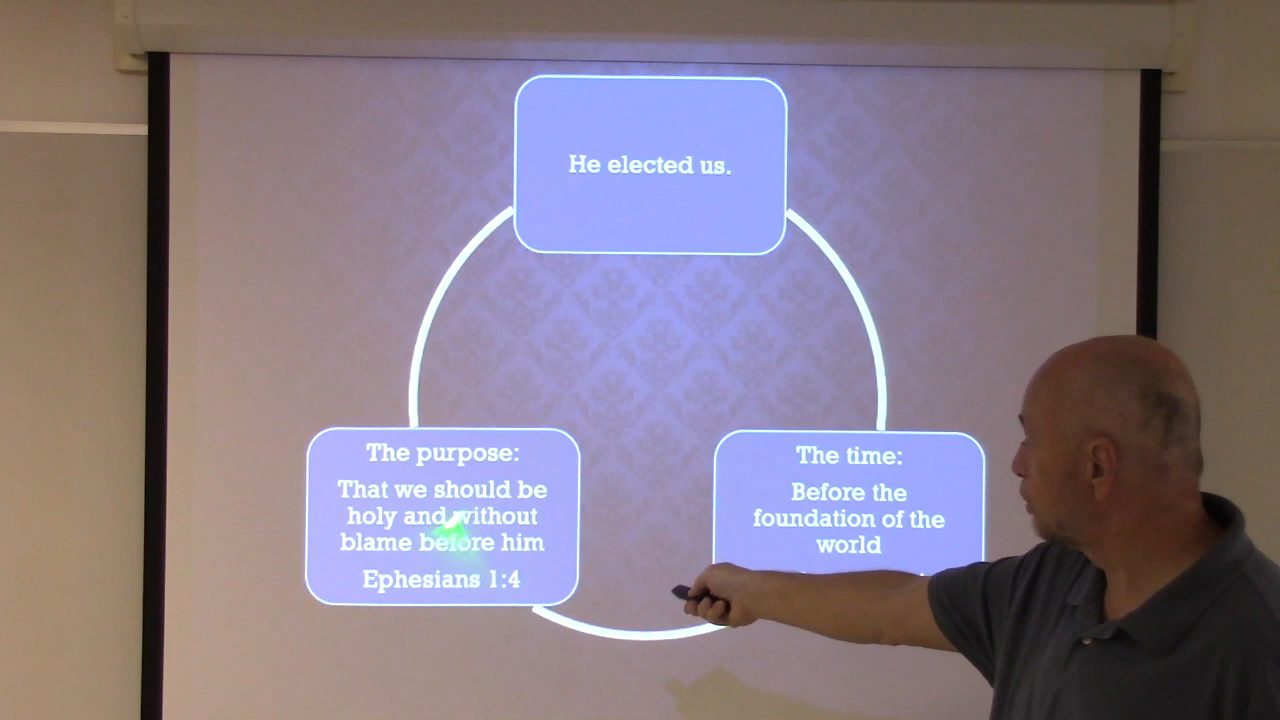 He elected us.
The purpose:
That we should be
holy and without
blame before him
Ephesians 1:4
The time:
Before the
foundation of the
world